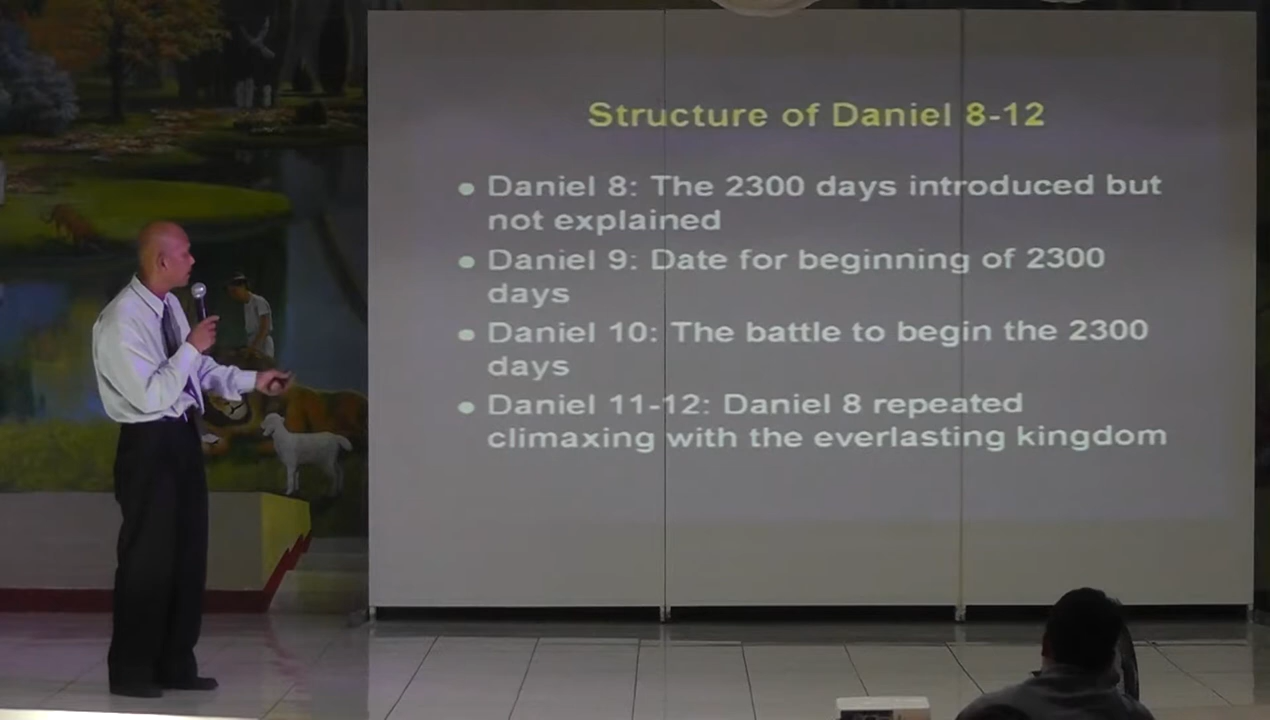 Structure of Daniel 8-12
• Daniel 8: The 2300 days introduced but
not explained
• Daniel 9: Date for beginning of 2300
days
• Daniel 10: The battle to begin the 2300
days
• Daniel 11-12: Daniel 8 repeated
climaxing with the everlasting kingdom